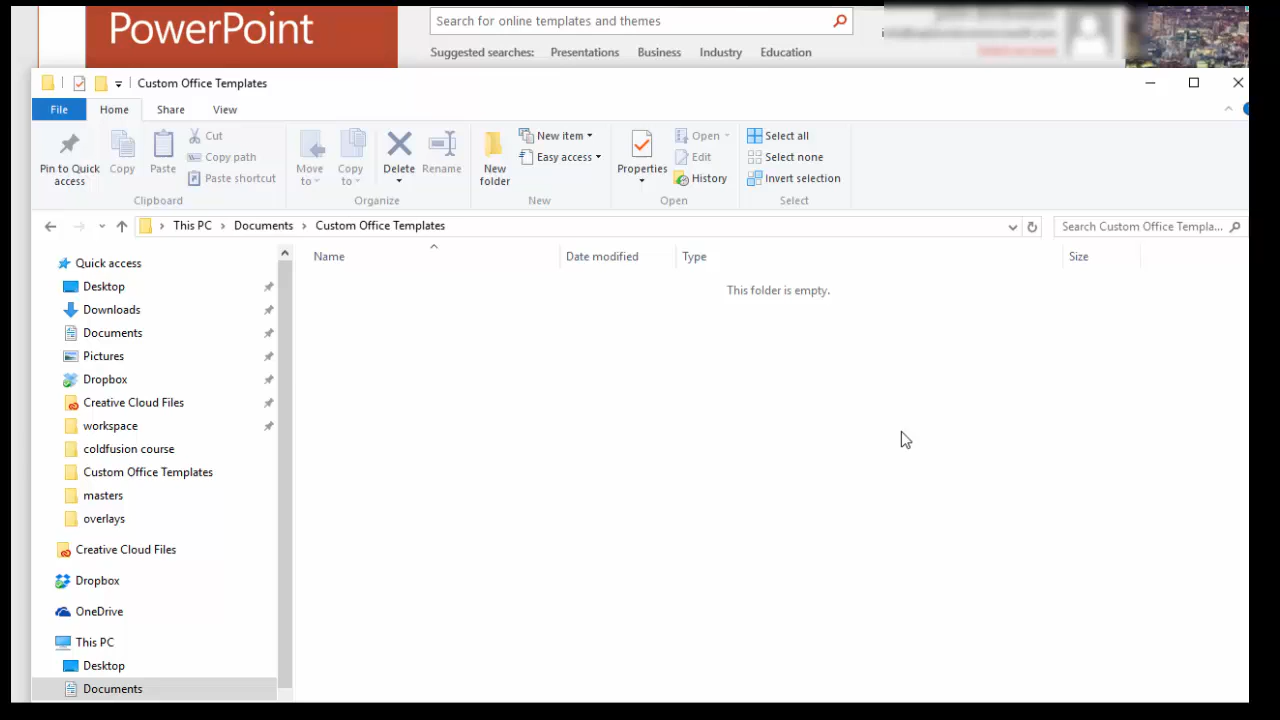 PowerPoint
Search for online templates and themes
Suggested searches: Presentations Business Industry Education
Custom Office Templates
File Home Share View
Pin to Quick access
Copy
Paste
Cut
Copy path
Paste shortcut
Clipboard
Move to
Copy to
Delete
Rename
Organize
New folder
New item
Easy access
New
Properties
Open
Edit
History
Open
Select all
Select none
Invert selection
Select
This PC > Documents > Custom Office Templates
Search Custom Office Templa...
Name Date modified Type Size
This folder is empty.
Quick access
Desktop
Downloads
Documents
Pictures
Dropbox
Creative Cloud Files
workspace
coldfusion course
Custom Office Templates
masters
overlays
Creative Cloud Files
Dropbox
OneDrive
This PC
Desktop
Documents